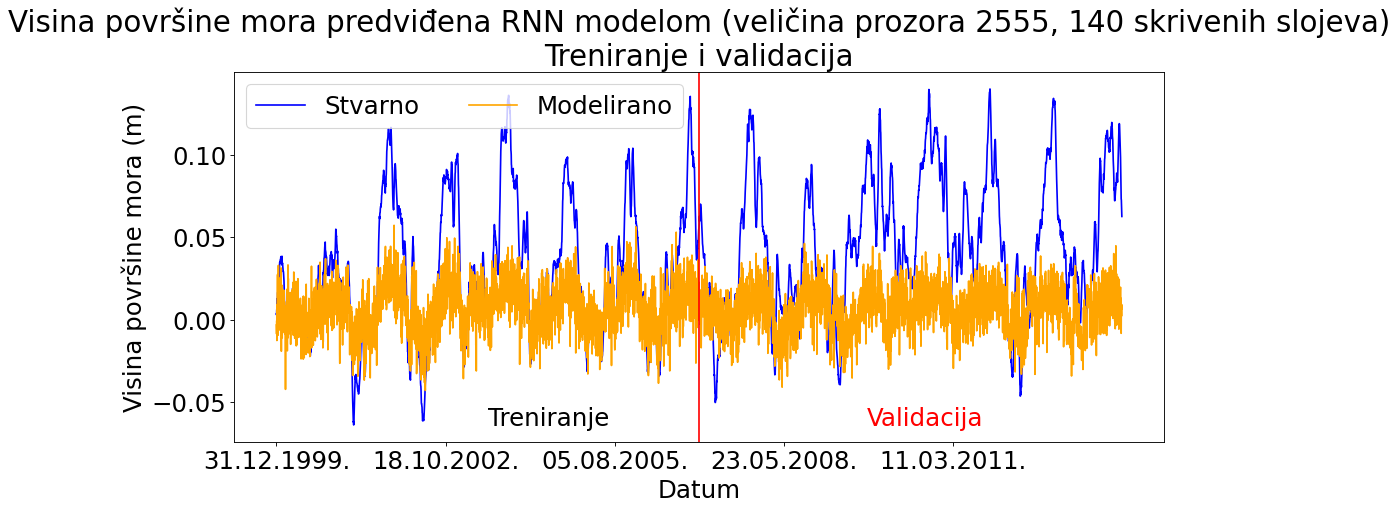 Visina površine mora predviđena RNN modelom (veličina prozora 2555, 140 skrivenih slojeva)
Treniranje i validacija
Stvarno
Modelirano
Visina površine mora (m)
0.10
0.05
0.00
−0.05
Treniranje
Validacija
31.12.1999.
18.10.2002.
05.08.2005.
23.05.2008.
11.03.2011.
Datum